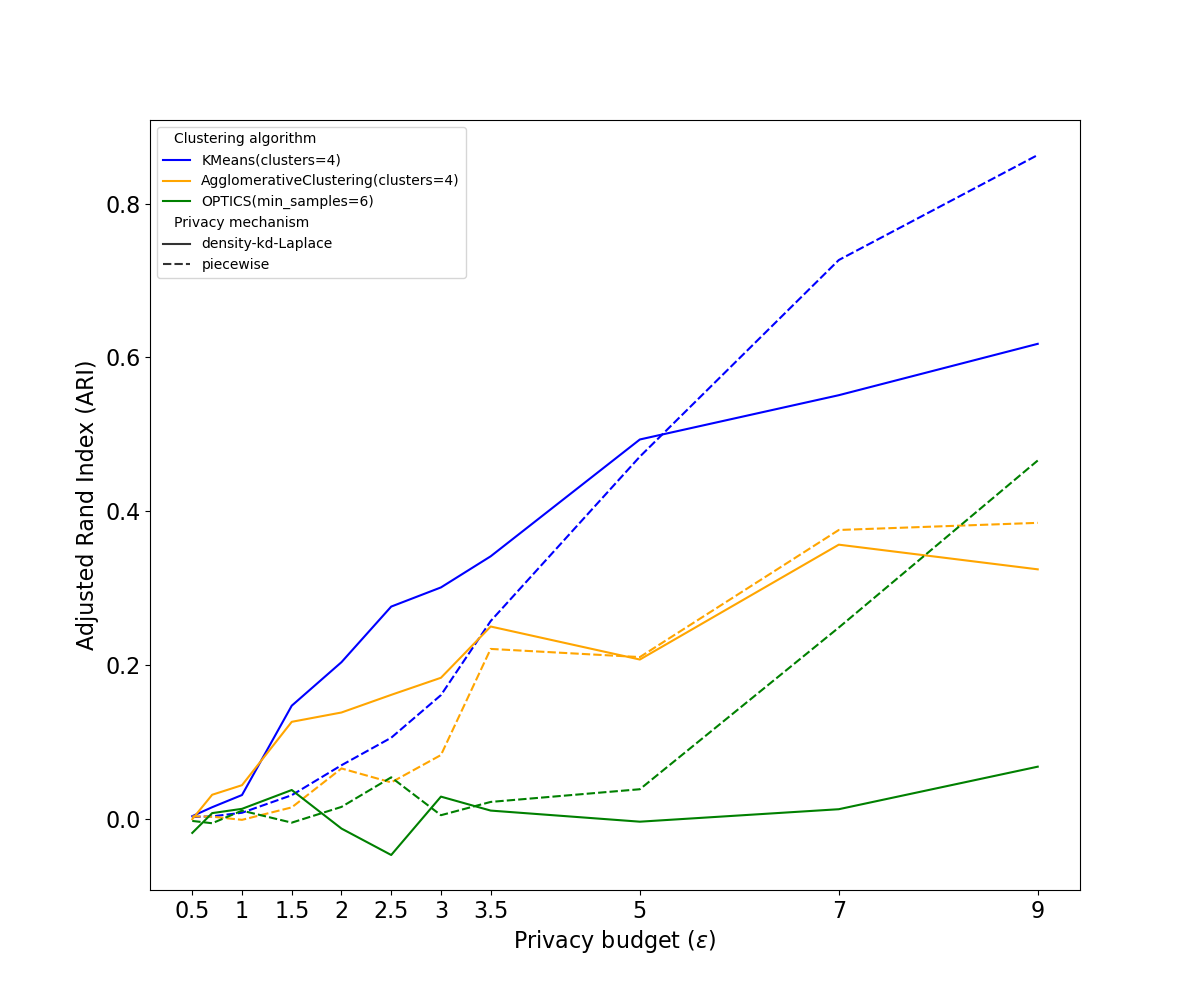 Clustering algorithm
KMeans(clusters=4)
AgglomerativeClustering(clusters=4)
OPTICS(min_samples=6)
Privacy mechanism
density-kd-Laplace
piecewise
0.8
0.6
0.4
0.2
0.0
Adjusted Rand Index (ARI)
0.5 1 1.5 2 2.5 3 3.5 5 7 9
Privacy budget (ε)